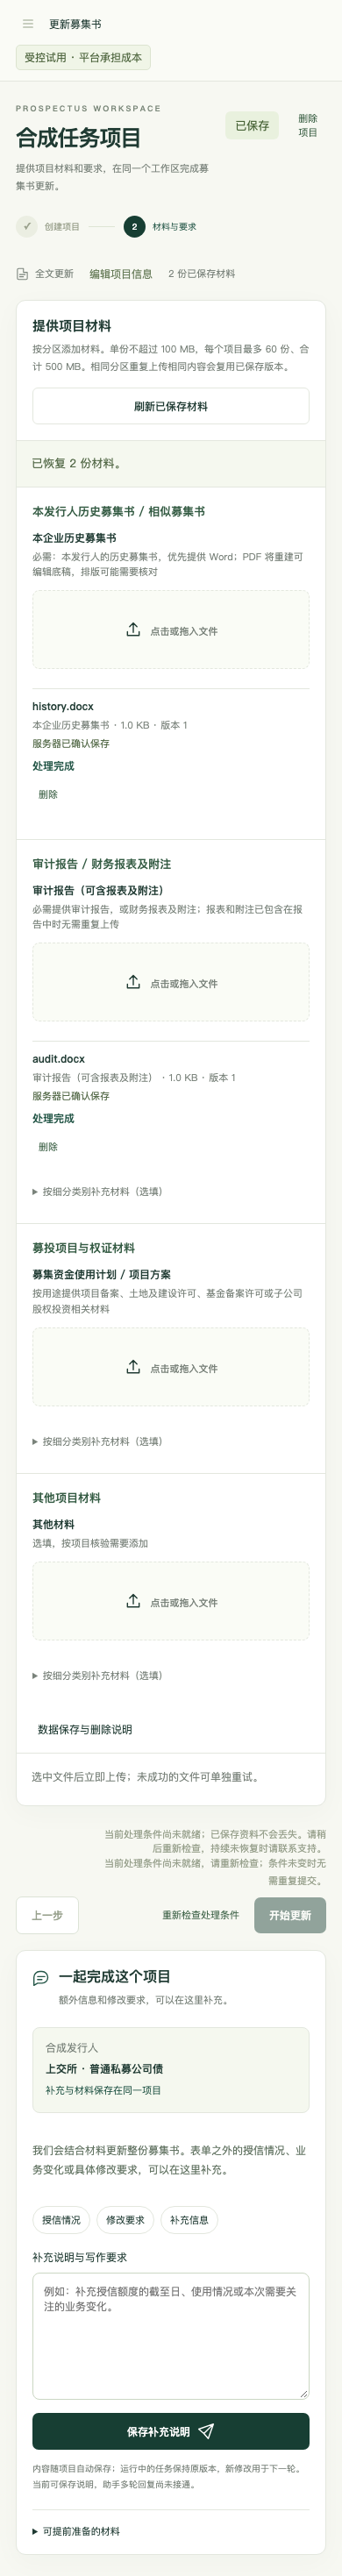 更新募集书
受控试用 · 平台承担成本
PROSPECTUS WORKSPACE
合成任务项目
已保存
删除
项目
提供项目材料和要求，在同一个工作区完成募
集书更新。
✓ 创建项目
2 材料与要求
全文更新 编辑项目信息 2 份已保存材料
提供项目材料
按分区添加材料。单份不超过 100 MB，每个项目最多 60 份、合
计 500 MB。相同分区重复上传相同内容会复用已保存版本。
刷新已保存材料
已恢复 2 份材料。
本发行人历史募集书 / 相似募集书
本企业历史募集书
必需：本发行人的历史募集书，优先提供 Word；PDF 将重建可
编辑底稿，排版可能需要核对
点击或拖入文件
history.docx
本企业历史募集书 · 1.0 KB · 版本 1
服务器已确认保存
处理完成
删除
审计报告 / 财务报表及附注
审计报告（可含报表及附注）
必需提供审计报告，或财务报表及附注；报表和附注已包含在报
告中时无需重复上传
点击或拖入文件
audit.docx
审计报告（可含报表及附注） · 1.0 KB · 版本 1
服务器已确认保存
处理完成
删除
▶ 按细分类别补充材料（选填）
募投项目与权证材料
募集资金使用计划 / 项目方案
按用途提供项目备案、土地及建设许可、基金备案许可或子公司
股权投资相关材料
点击或拖入文件
▶ 按细分类别补充材料（选填）
其他项目材料
其他材料
选填，按项目核验需要添加
点击或拖入文件
▶ 按细分类别补充材料（选填）
数据保存与删除说明
选中文件后立即上传；未成功的文件可单独重试。
当前处理条件尚未就绪；已保存资料不会丢失。请稍
后重新检查，持续未恢复时请联系支持。
当前处理条件尚未就绪，请重新检查；条件未变时无
需重复提交。
上一步
重新检查处理条件
开始更新
一起完成这个项目
额外信息和修改要求，可以在这里补充。
合成发行人
上交所 · 普通私募公司债
补充与材料保存在同一项目
我们会结合材料更新整份募集书。表单之外的授信情况、业
务变化或具体修改要求，可以在这里补充。
授信情况
修改要求
补充信息
补充说明与写作要求
例如：补充授信额度的截至日、使用情况或本次需要关
注的业务变化。
保存补充说明
内容随项目自动保存；运行中的任务保持原版本，新修改用于下一轮。
当前可保存说明，助手多轮回复尚未接通。
▶ 可提前准备的材料